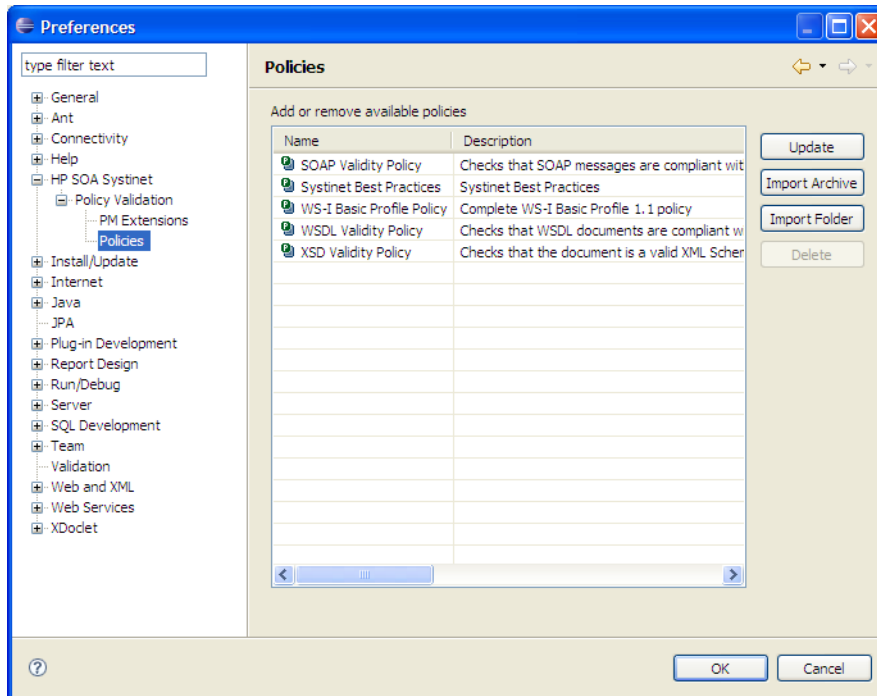 Preferences
type filter text
General
Ant
Connectivity
Help
HP SOA Systinet
Policy Validation
PM Extensions
Policies
Install/Update
Internet
Java
JPA
Plug-in Development
Report Design
Run/Debug
Server
SQL Development
Team
Validation
Web and XML
Web Services
XDoclet
Policies
Add or remove available policies
Name Description
SOAP Validity Policy Checks that SOAP messages are compliant wit
Systinet Best Practices Systinet Best Practices
WS-I Basic Profile Policy Complete WS-I Basic Profile 1.1 policy
WSDL Validity Policy Checks that WSDL documents are compliant w
XSD Validity Policy Checks that the document is a valid XML Scher
Update
Import Archive
Import Folder
Delete
OK Cancel